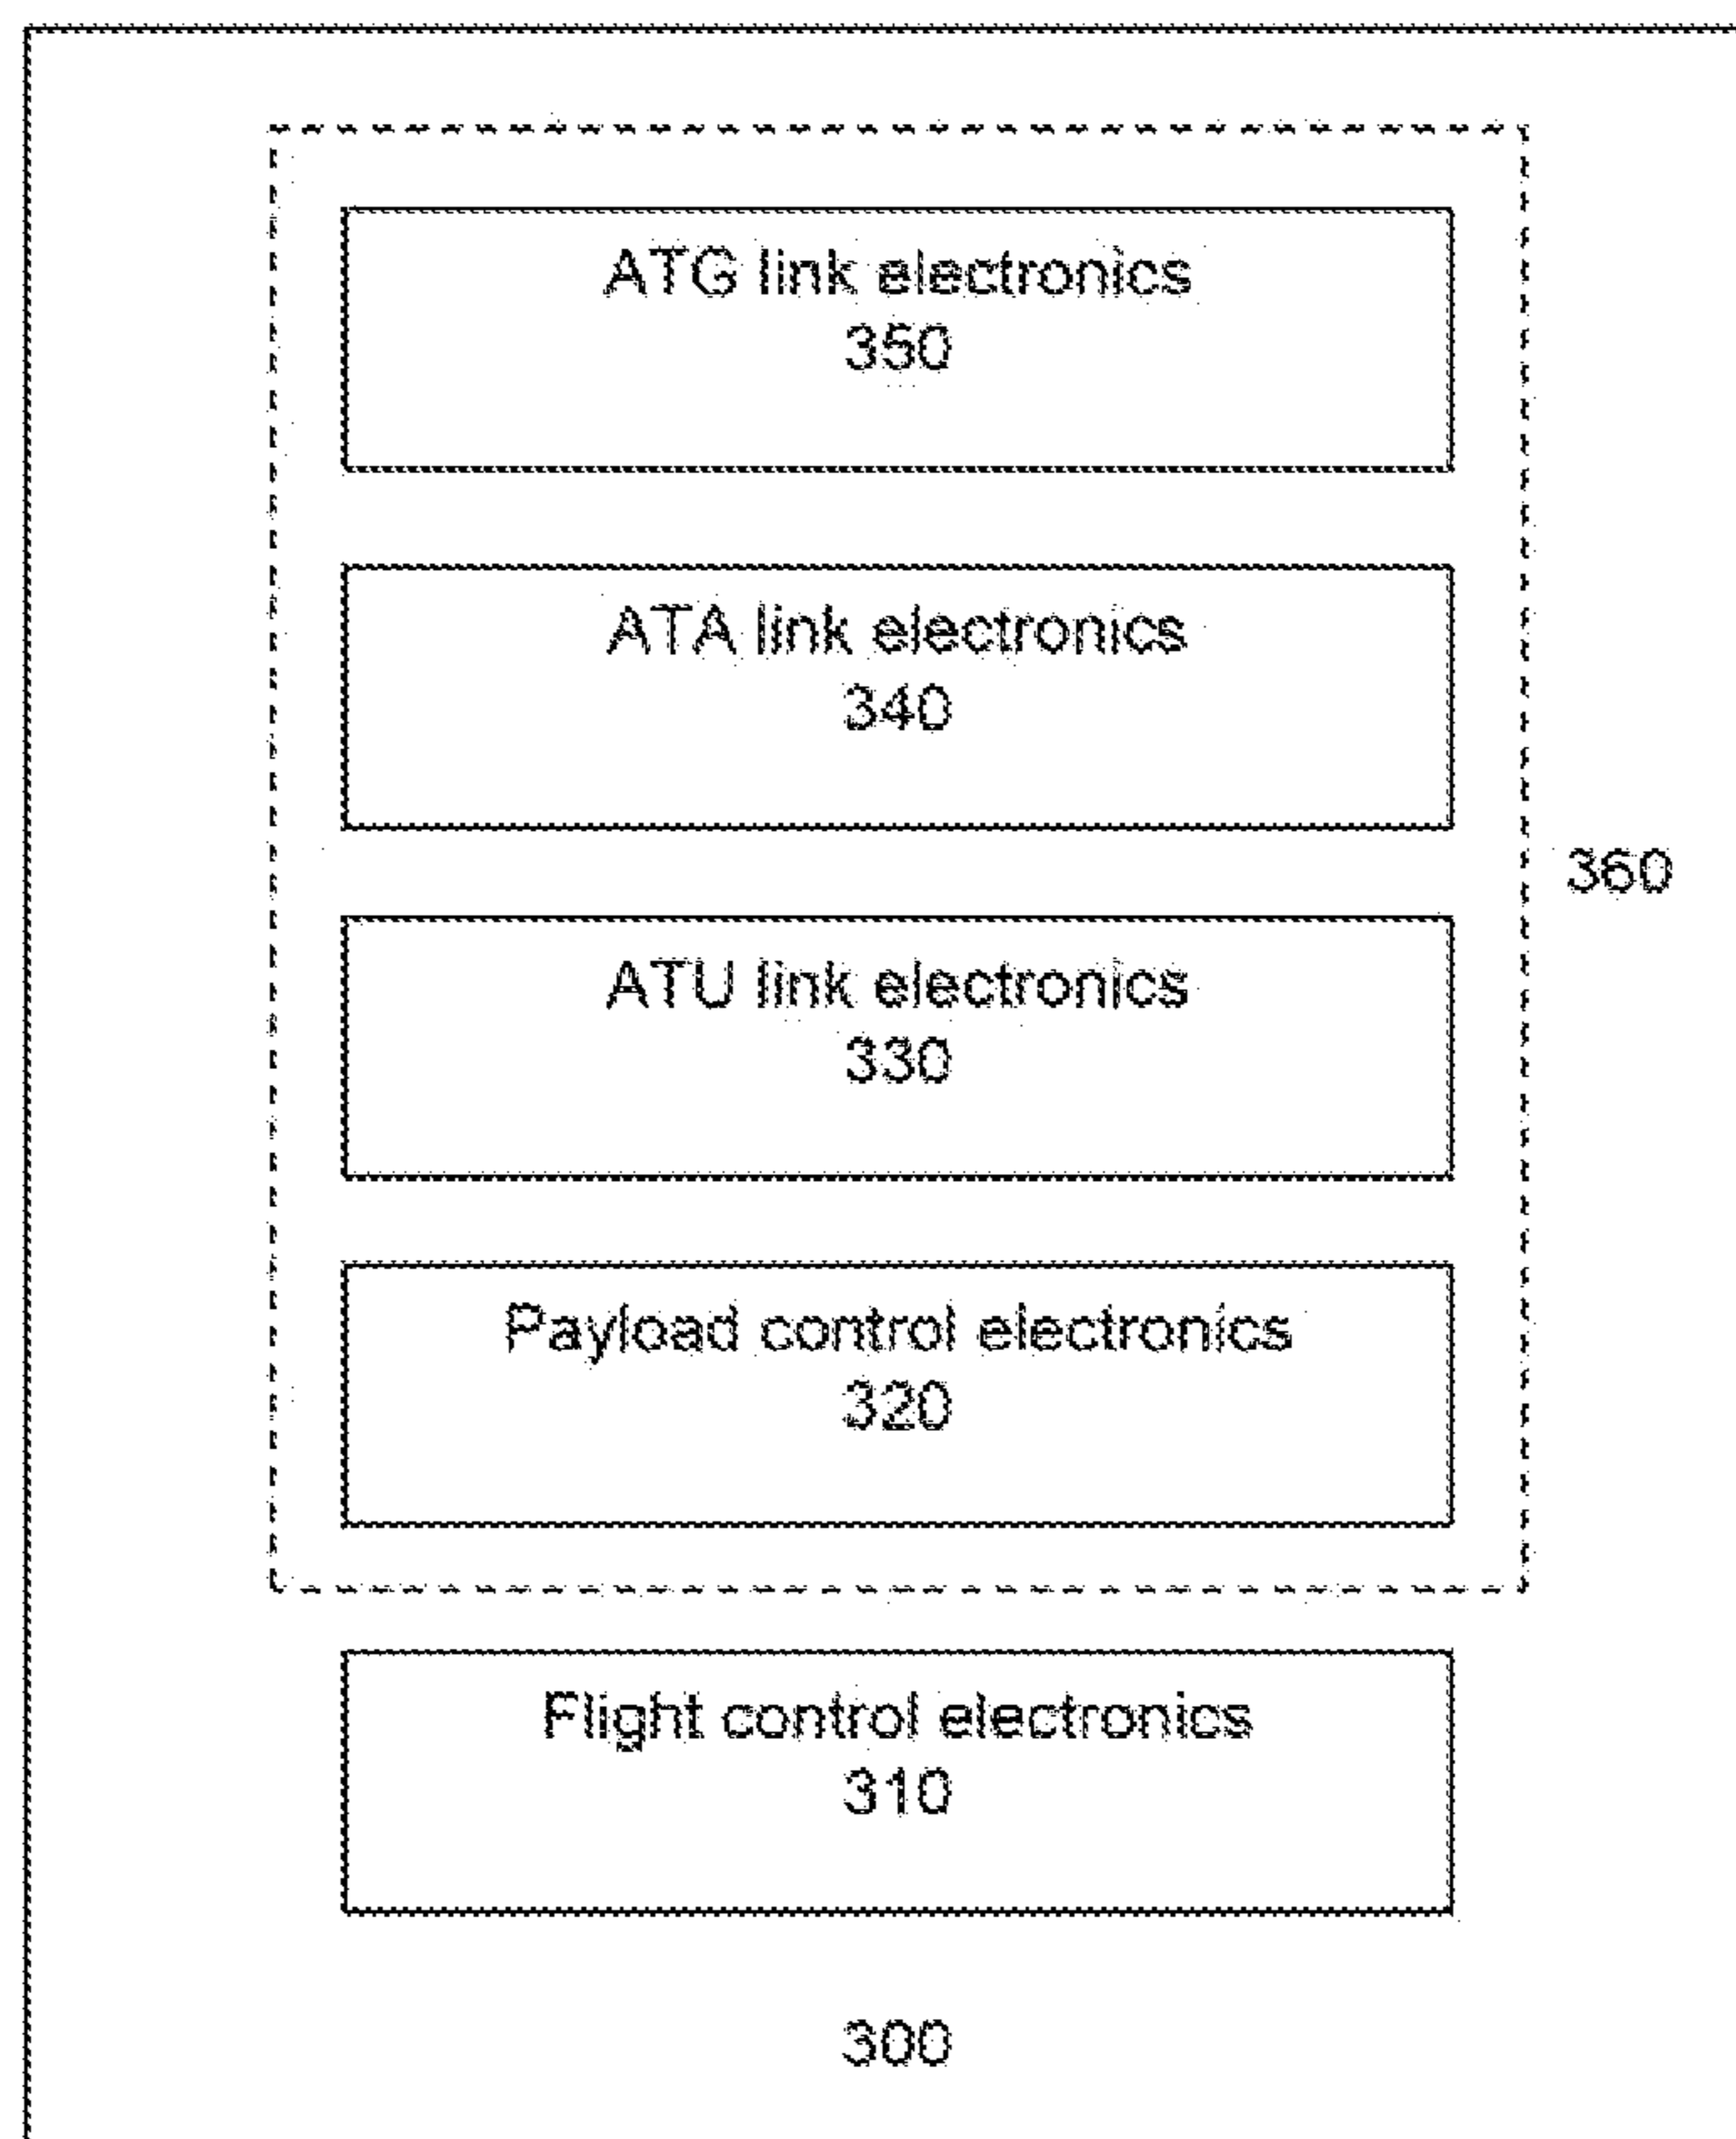 ATG link electronics
350
ATA link electronics
340
360
ATU link electronics
330
Payload control electronics
320
Flight control electronics
310
300